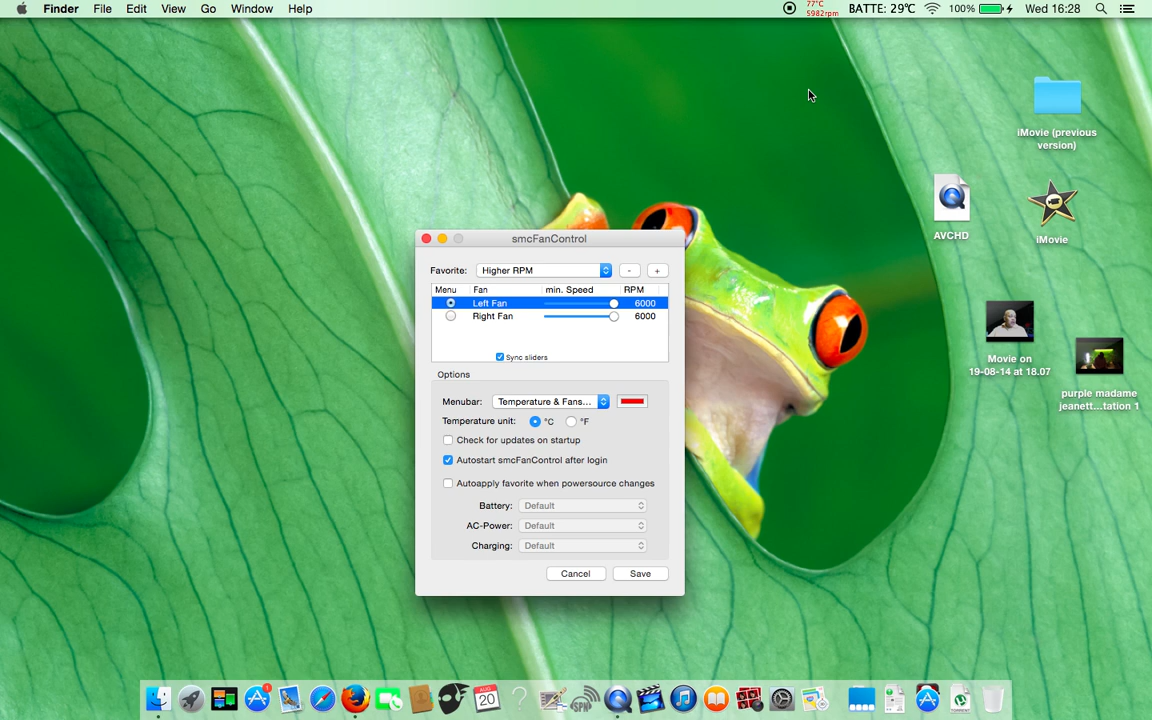 Finder File Edit View Go Window Help
77°C
5982rpm
BATTE: 29°C 100% Wed 16:28
iMovie (previous
version)
AVCHD
iMovie
Movie on
19-08-14 at 18.07
purple madame
jeanett...tation 1
smcFanControl
Favorite: Higher RPM - +
Menu Fan min. Speed RPM
Left Fan 6000
Right Fan 6000
Sync sliders
Options
Menubar: Temperature & Fans...
Temperature unit: °C °F
Check for updates on startup
Autostart smcFanControl after login
Autoapply favorite when powersource changes
Battery: Default
AC-Power: Default
Charging: Default
Cancel Save
1
AUG
20
SPN
TORRENT